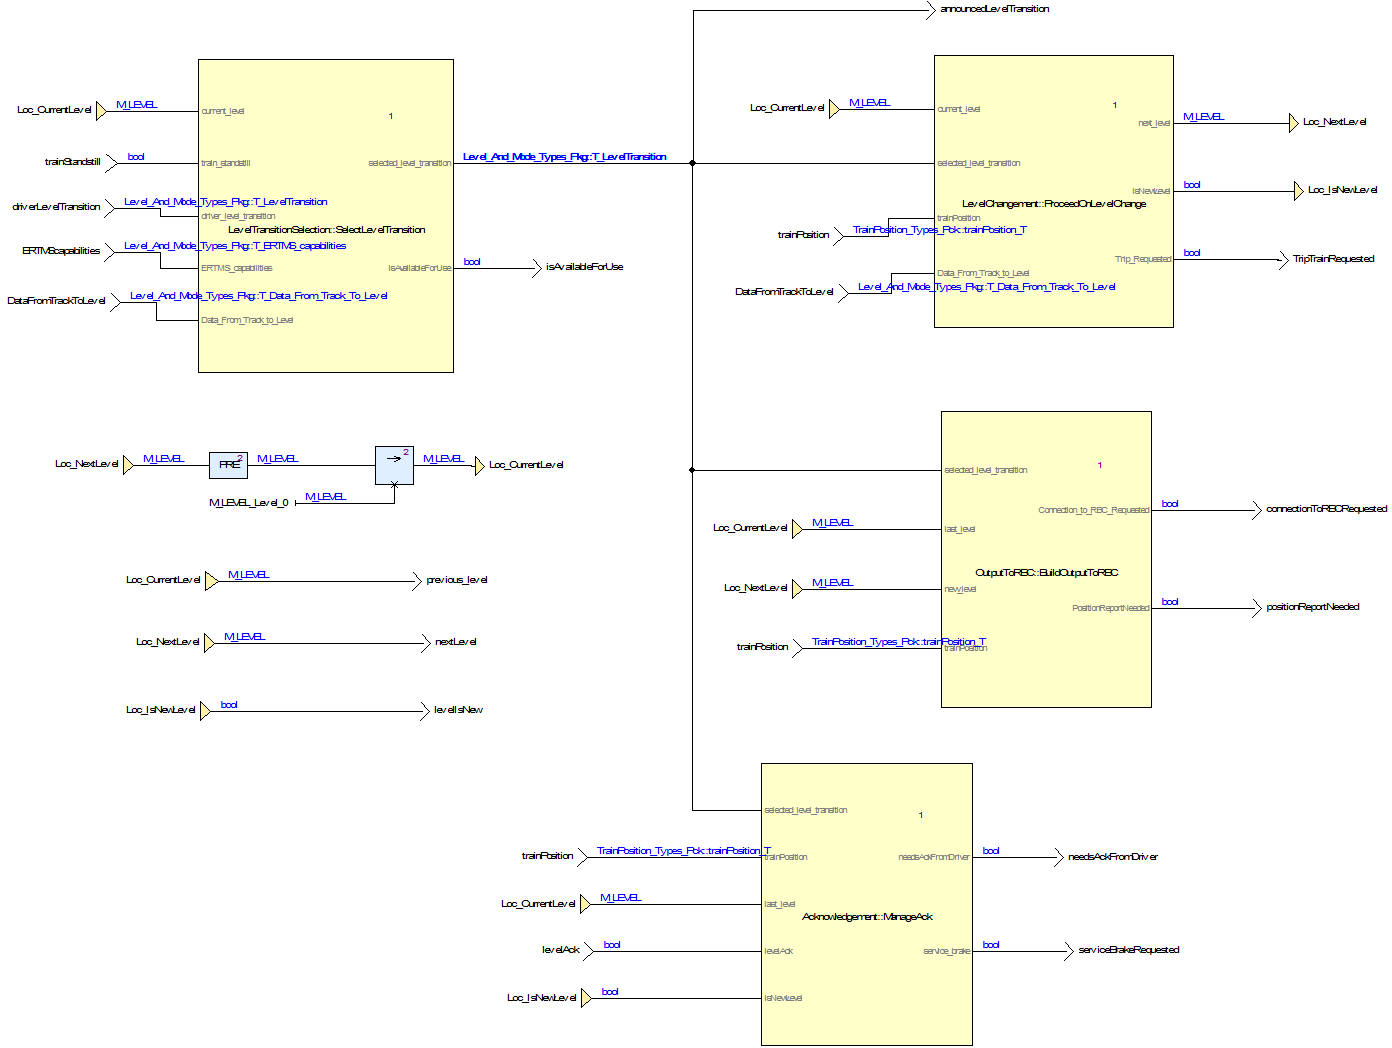 announcedLevelTransition
Loc_CurrentLevel
M_LEVEL
current_level
1
trainStandstill
bool
train_standstill
selected_level_transition
Level_And_Mode_Types_Pkg::T_LevelTransition
driverLevelTransition
Level_And_Mode_Types_Pkg::T_LevelTransition
driver_level_transition
LevelTransitionSelection::SelectLevelTransition
ERTMScapabilities
Level_And_Mode_Types_Pkg::T_ERTMS_capabilities
ERTMS_capabilities
isAvailableForUse
bool
isAvailableForUse
DataFromTrackToLevel
Level_And_Mode_Types_Pkg::T_Data_From_Track_To_Level
Data_From_Track_to_Level
Loc_CurrentLevel
M_LEVEL
current_level
1
next_level
M_LEVEL
Loc_NextLevel
selected_level_transition
isNewLevel
bool
Loc_IsNewLevel
LevelChangement::ProceedOnLevelChange
trainPosition
trainPosition
TrainPosition_Types_Pck::trainPosition_T
Trip_Requested
bool
TripTrainRequested
Data_From_Track_to_Level
DataFromTrackToLevel
Level_And_Mode_Types_Pkg::T_Data_From_Track_To_Level
Loc_NextLevel
M_LEVEL
PRE
2
M_LEVEL
2
M_LEVEL
Loc_CurrentLevel
M_LEVEL_Level_0
M_LEVEL
Loc_CurrentLevel
M_LEVEL
previous_level
Loc_NextLevel
M_LEVEL
nextLevel
Loc_IsNewLevel
bool
levelIsNew
selected_level_transition
1
Connection_to_RBC_Requested
bool
connectionToRBCRequested
Loc_CurrentLevel
M_LEVEL
last_level
OutputToRBC::BuildOutputToRBC
Loc_NextLevel
M_LEVEL
new_level
PositionReportNeeded
bool
positionReportNeeded
trainPosition
TrainPosition_Types_Pck::trainPosition_T
trainPosition
selected_level_transition
1
trainPosition
TrainPosition_Types_Pck::trainPosition_T
trainPosition
needsAckFromDriver
bool
needsAckFromDriver
Loc_CurrentLevel
M_LEVEL
last_level
Acknowledgement::ManageAck
levelAck
bool
levelAck
service_brake
bool
serviceBrakeRequested
Loc_IsNewLevel
bool
isNewLevel